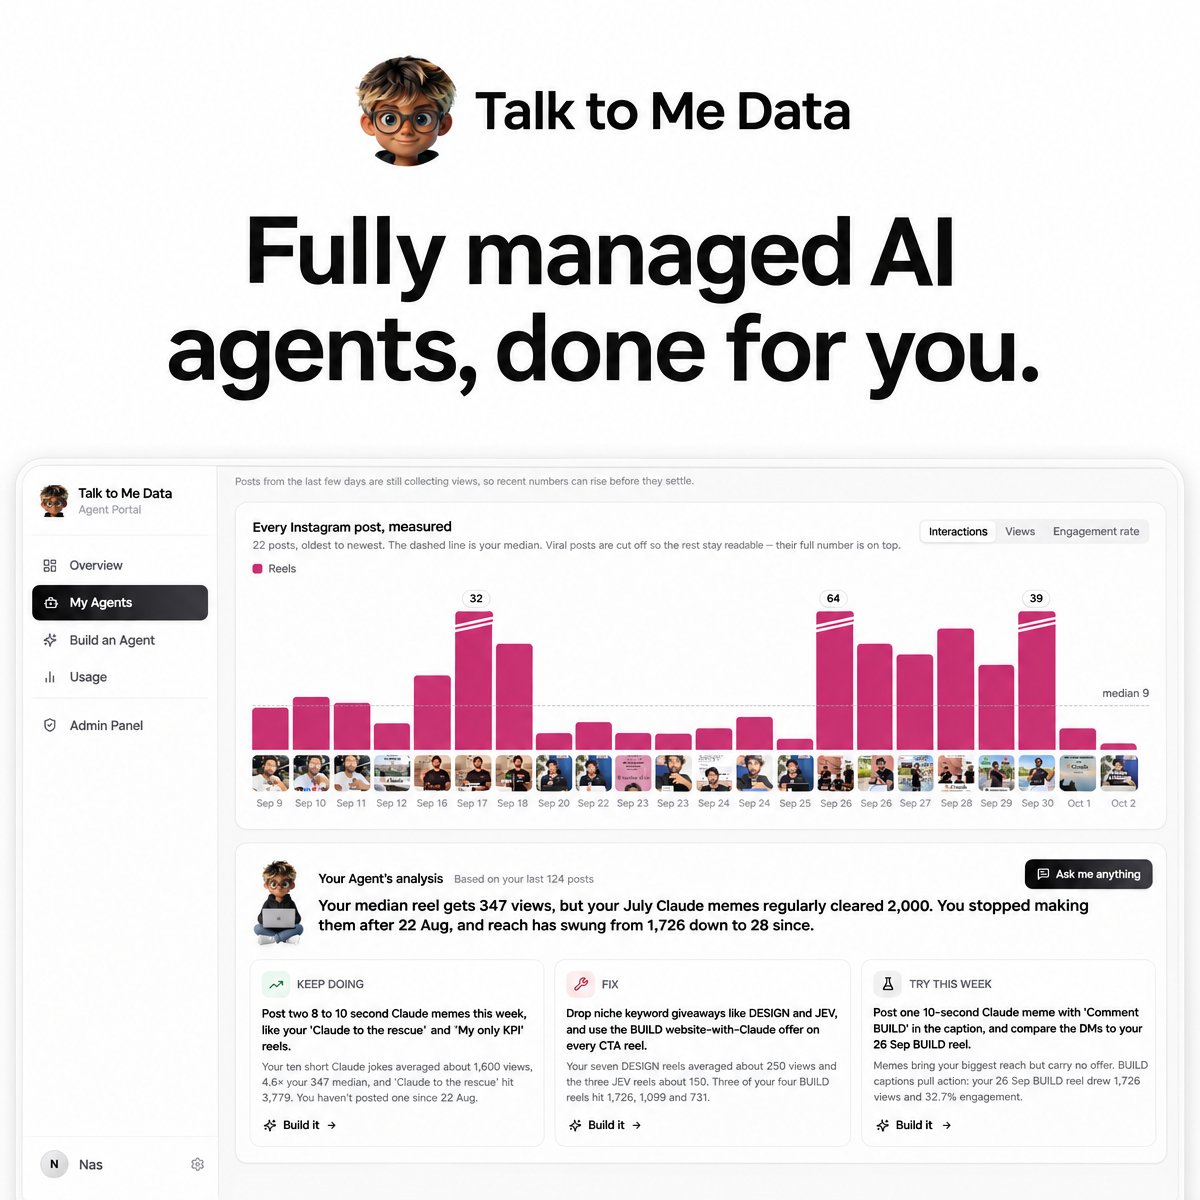 Talk to Me Data
Fully managed AI
agents, done for you.
Talk to Me Data
Agent Portal
Overview
My Agents
Build an Agent
Usage
Admin Panel
N
Nas
Posts from the last few days are still collecting views, so recent numbers can rise before they settle.
Every Instagram post, measured
22 posts, oldest to newest. The dashed line is your median. Viral posts are cut off so the rest stay readable – their full number is on top.
Interactions
Views
Engagement rate
Reels
32
64
39
median 9
Sep 9
Sep 10
Sep 11
Sep 12
Sep 16
Sep 17
Sep 18
Sep 20
Sep 22
Sep 23
Sep 23
Sep 24
Sep 24
Sep 25
Sep 26
Sep 26
Sep 27
Sep 28
Sep 29
Sep 30
Oct 1
Oct 2
Your Agent's analysis
Based on your last 124 posts
Ask me anything
Your median reel gets 347 views, but your July Claude memes regularly cleared 2,000. You stopped making
them after 22 Aug, and reach has swung from 1,726 down to 28 since.
KEEP DOING
Post two 8 to 10 second Claude memes this week,
like your 'Claude to the rescue' and 'My only KPI'
reels.
Your ten short Claude jokes averaged about 1,600 views,
4.6× your 347 median, and 'Claude to the rescue' hit
3,779. You haven't posted one since 22 Aug.
Build it →
FIX
Drop niche keyword giveaways like DESIGN and JEV,
and use the BUILD website-with-Claude offer on
every CTA reel.
Your seven DESIGN reels averaged about 250 views and
the three JEV reels about 150. Three of your four BUILD
reels hit 1,726, 1,099 and 731.
Build it →
TRY THIS WEEK
Post one 10-second Claude meme with 'Comment
BUILD' in the caption, and compare the DMs to your
26 Sep BUILD reel.
Memes bring your biggest reach but carry no offer. BUILD
captions pull action: your 26 Sep BUILD reel drew 1,726
views and 32.7% engagement.
Build it →